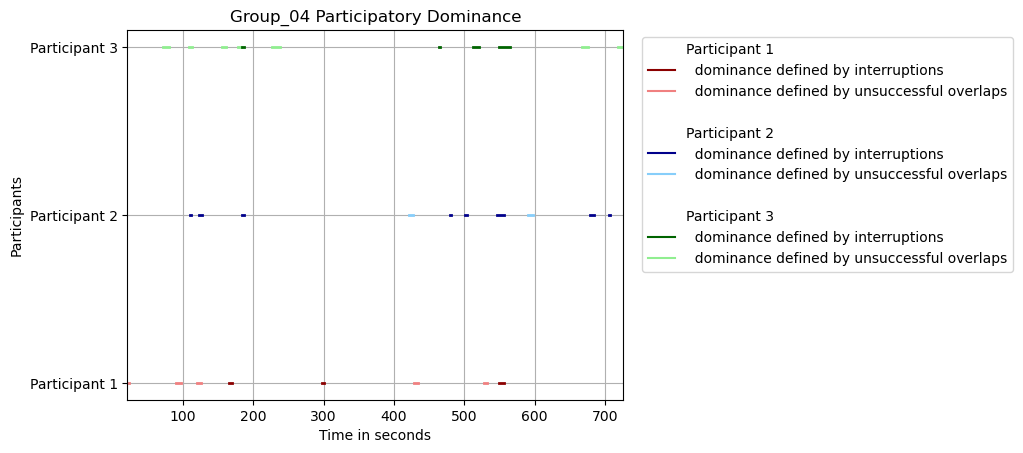 Group_04 Participatory Dominance
Participants
Participant 3
Participant 2
Participant 1
100 200 300 400 500 600 700
Time in seconds
Participant 1
dominance defined by interruptions
dominance defined by unsuccessful overlaps
Participant 2
dominance defined by interruptions
dominance defined by unsuccessful overlaps
Participant 3
dominance defined by interruptions
dominance defined by unsuccessful overlaps